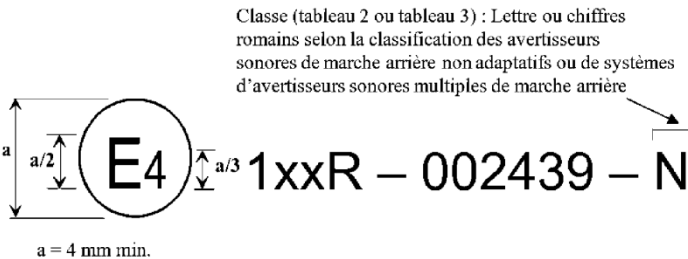 Classe (tableau 2 ou tableau 3) : Lettre ou chiffres
romains selon la classification des avertisseurs
sonores de marche arrière non adaptatifs ou de systèmes
d’avertisseurs sonores multiples de marche arrière
a
a/2
E4
a/3
1xxR – 002439 – N
a = 4 mm min.